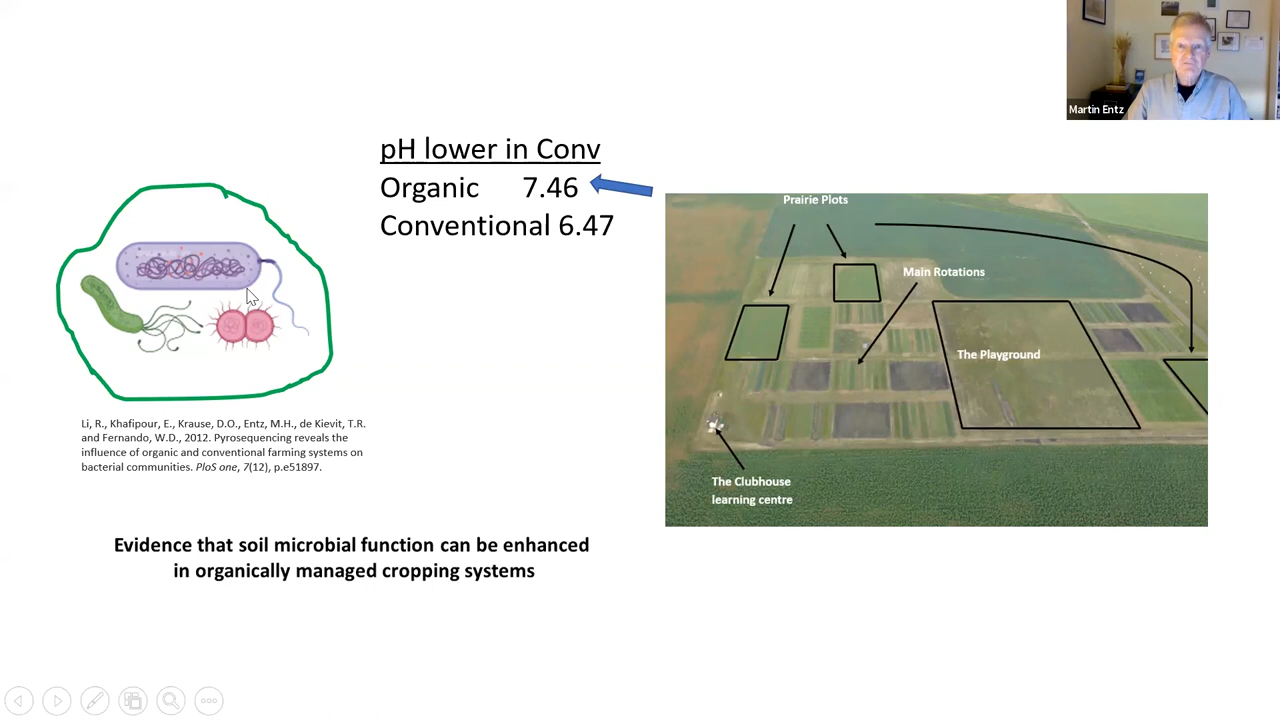 Martin Entz
pH lower in Conv
Organic 7.46
Conventional 6.47
Prairie Plots
Main Rotations
The Playground
The Clubhouse
learning centre
Li, R., Khafipour, E., Krause, D.O., Entz, M.H., de Kievit, T.R.
and Fernando, W.D., 2012. Pyrosequencing reveals the
influence of organic and conventional farming systems on
bacterial communities. PloS one, 7(12), p.e51897.
Evidence that soil microbial function can be enhanced
in organically managed cropping systems